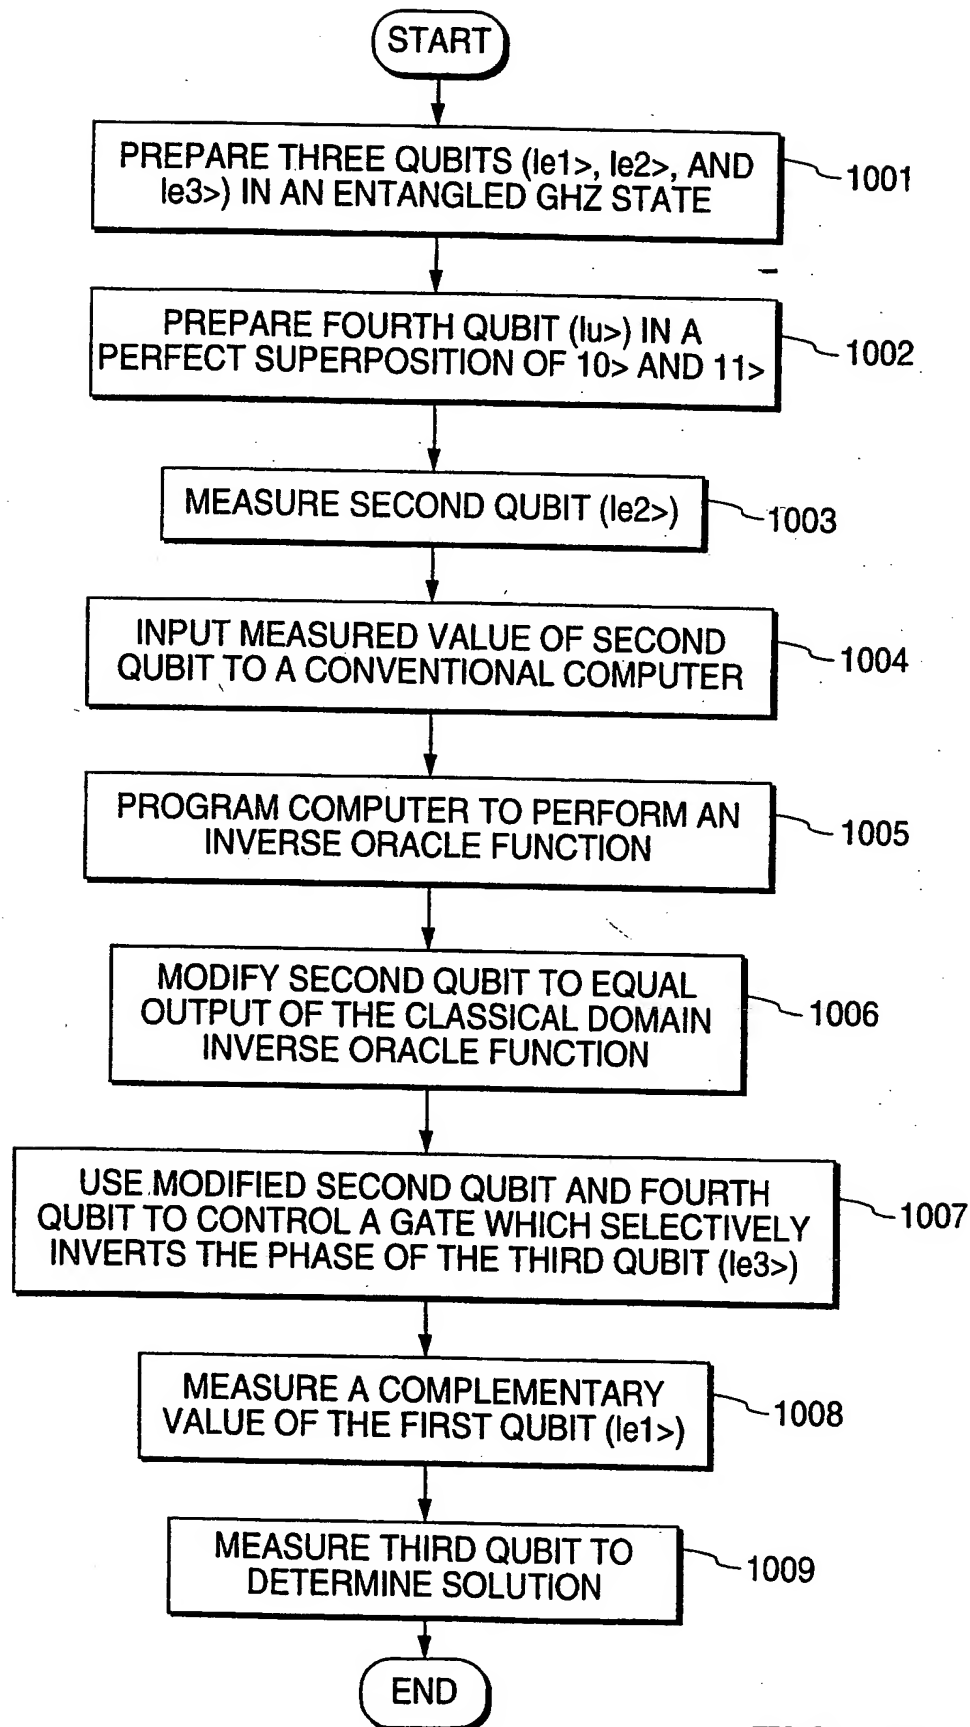 START
PREPARE THREE QUBITS (le1>, le2>, AND
le3>) IN AN ENTANGLED GHZ STATE
1001
PREPARE FOURTH QUBIT (lu>) IN A
PERFECT SUPERPOSITION OF 10> AND 11>
1002
MEASURE SECOND QUBIT (le2>)
1003
INPUT MEASURED VALUE OF SECOND
QUBIT TO A CONVENTIONAL COMPUTER
1004
PROGRAM COMPUTER TO PERFORM AN
INVERSE ORACLE FUNCTION
1005
MODIFY SECOND QUBIT TO EQUAL
OUTPUT OF THE CLASSICAL DOMAIN
INVERSE ORACLE FUNCTION
1006
USE MODIFIED SECOND QUBIT AND FOURTH
QUBIT TO CONTROL A GATE WHICH SELECTIVELY
INVERTS THE PHASE OF THE THIRD QUBIT (le3>)
1007
MEASURE A COMPLEMENTARY
VALUE OF THE FIRST QUBIT (le1>)
1008
MEASURE THIRD QUBIT TO
DETERMINE SOLUTION
1009
END